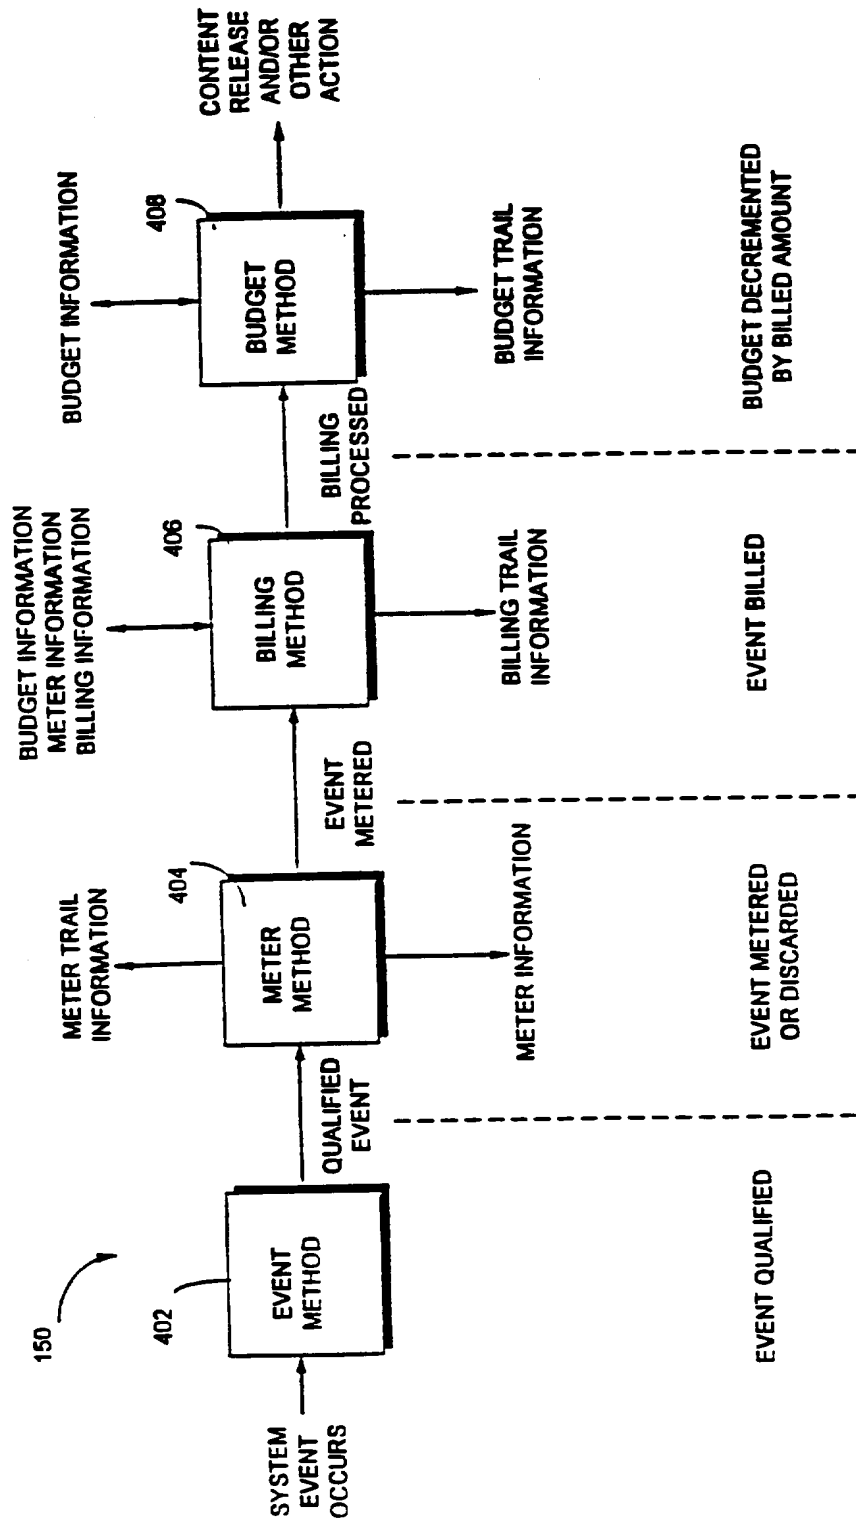 150
SYSTEM
EVENT
OCCURS
402
EVENT
METHOD
QUALIFIED
EVENT
METER TRAIL
INFORMATION
404
METER
METHOD
METER INFORMATION
EVENT
METERED
BUDGET INFORMATION
METER INFORMATION
BILLING INFORMATION
406
BILLING
METHOD
BILLING TRAIL
INFORMATION
BILLING
PROCESSED
BUDGET INFORMATION
408
BUDGET
METHOD
BUDGET TRAIL
INFORMATION
CONTENT
RELEASE
AND/OR
OTHER
ACTION
EVENT QUALIFIED
EVENT METERED
OR DISCARDED
EVENT BILLED
BUDGET DECREMENTED
BY BILLED AMOUNT